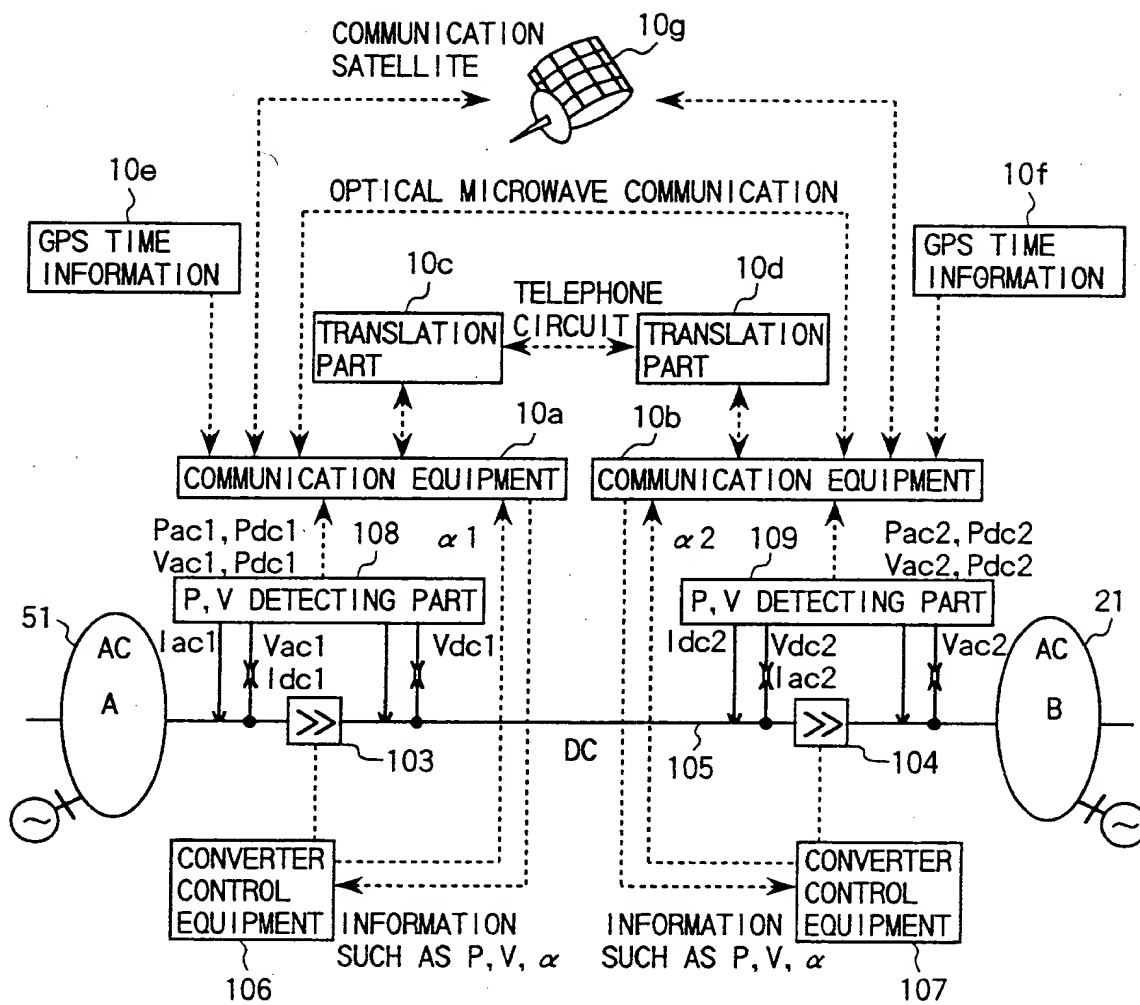 COMMUNICATION
SATELLITE
10g
10e
OPTICAL MICROWAVE COMMUNICATION
10f
GPS TIME
INFORMATION
GPS TIME
INFORMATION
10c
10d
TELEPHONE
CIRCUIT
TRANSLATION
PART
TRANSLATION
PART
10a
10b
COMMUNICATION EQUIPMENT
COMMUNICATION EQUIPMENT
Pac1, Pdc1
Vac1, Pdc1
108
α1
α2
109
Pac2, Pdc2
Vac2, Pdc2
P, V DETECTING PART
P, V DETECTING PART
51
AC
A
Iac1
Vac1
Idc1
Vdc1
Idc2
Vdc2
Iac2
Vac2
21
AC
B
103
DC
105
104
CONVERTER
CONTROL
EQUIPMENT
CONVERTER
CONTROL
EQUIPMENT
INFORMATION
SUCH AS P, V, α
INFORMATION
SUCH AS P, V, α
106
107